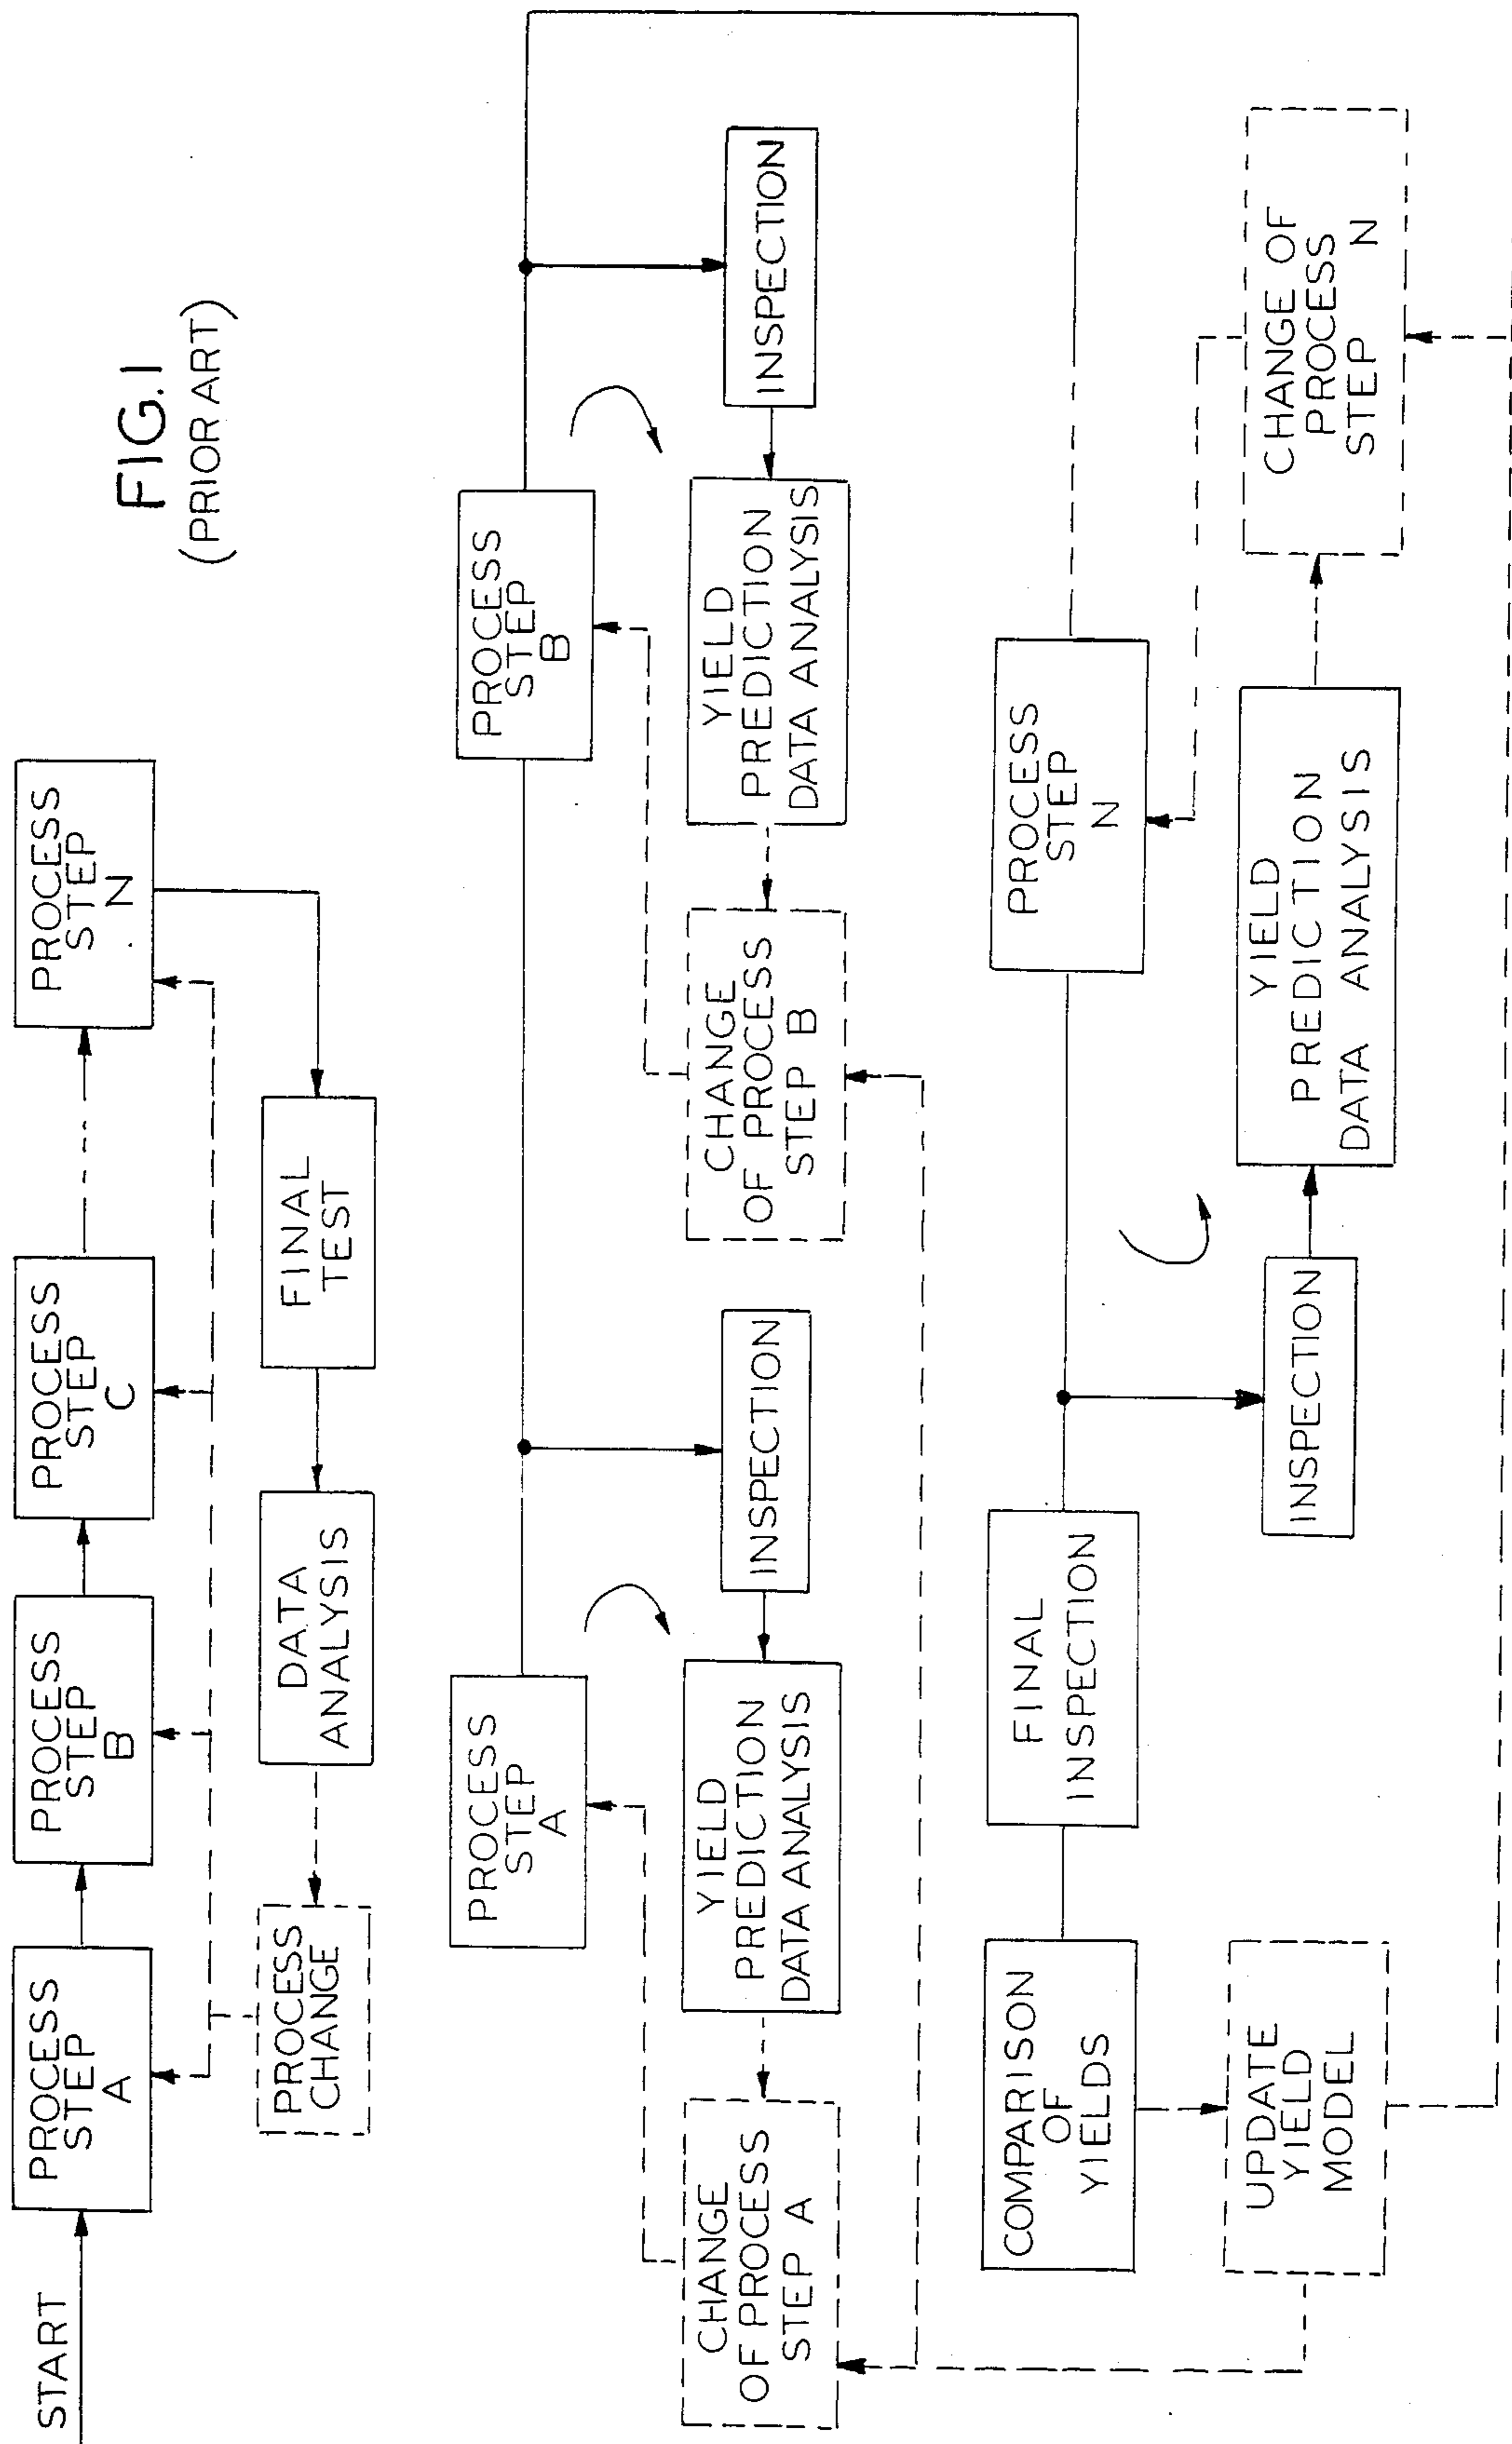 FIG.1
(PRIOR ART)
START
PROCESS
STEP
A
PROCESS
STEP
B
PROCESS
STEP
C
PROCESS
STEP
N
PROCESS
CHANGE
DATA
ANALYSIS
FINAL
TEST
PROCESS
STEP
A
PROCESS
STEP
B
CHANGE
OF PROCESS
STEP A
YIELD
PREDICTION
DATA ANALYSIS
INSPECTION
CHANGE
OF PROCESS
STEP B
YIELD
PREDICTION
DATA ANALYSIS
INSPECTION
COMPARISON
OF
YIELDS
FINAL
INSPECTION
PROCESS
STEP
N
UPDATE
YIELD
MODEL
INSPECTION
YIELD
PREDICTION
DATA ANALYSIS
CHANGE OF
PROCESS
STEP N